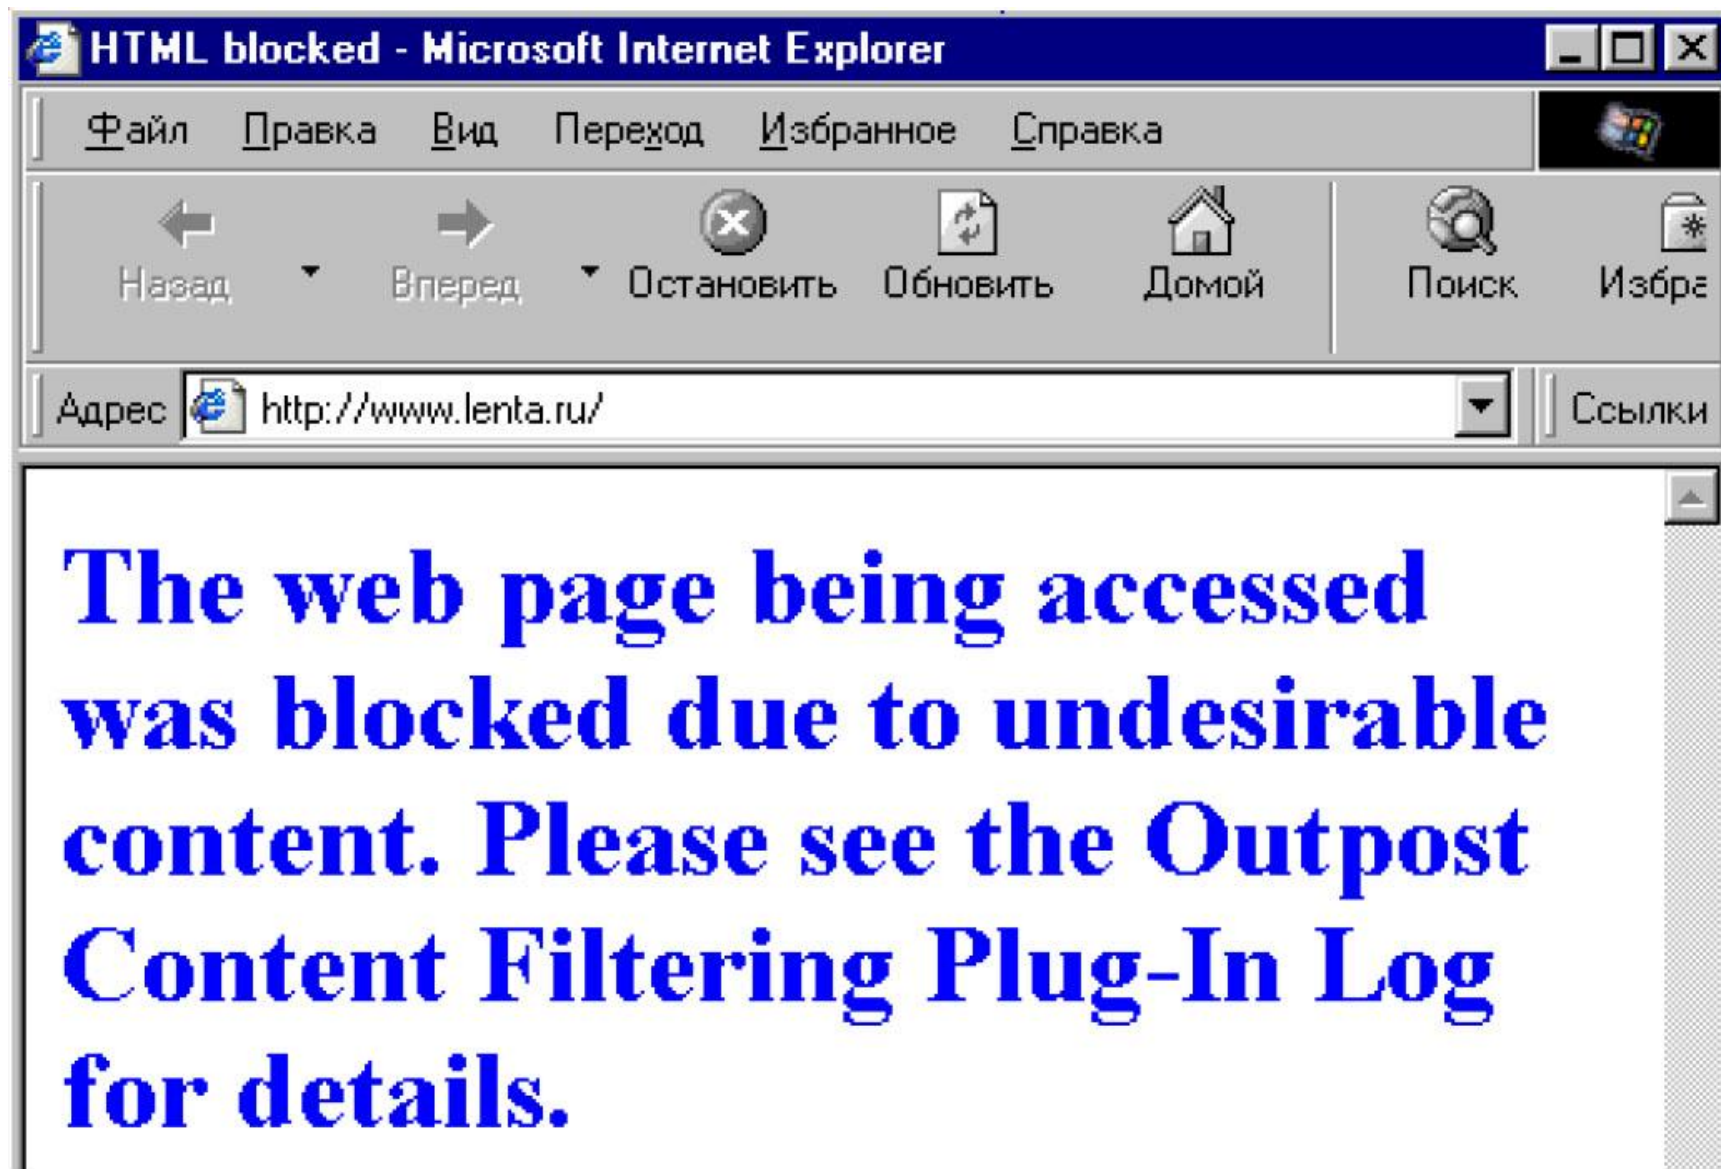 HTML blocked - Microsoft Internet Explorer
Файл Правка Вид Переход Избранное Справка
Назад Вперед Остановить Обновить Домой Поиск Избра
Адрес http://www.lenta.ru/ Ссылки
The web page being accessed
was blocked due to undesirable
content. Please see the Outpost
Content Filtering Plug-In Log
for details.